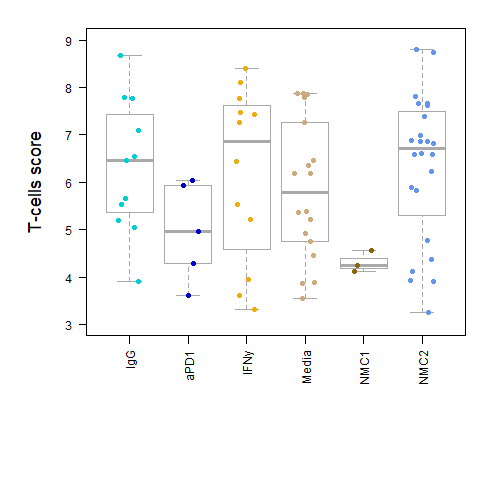 T-cells score
9
8
7
6
5
4
3
IgG
aPD1
IFNy
Media
NMC1
NMC2